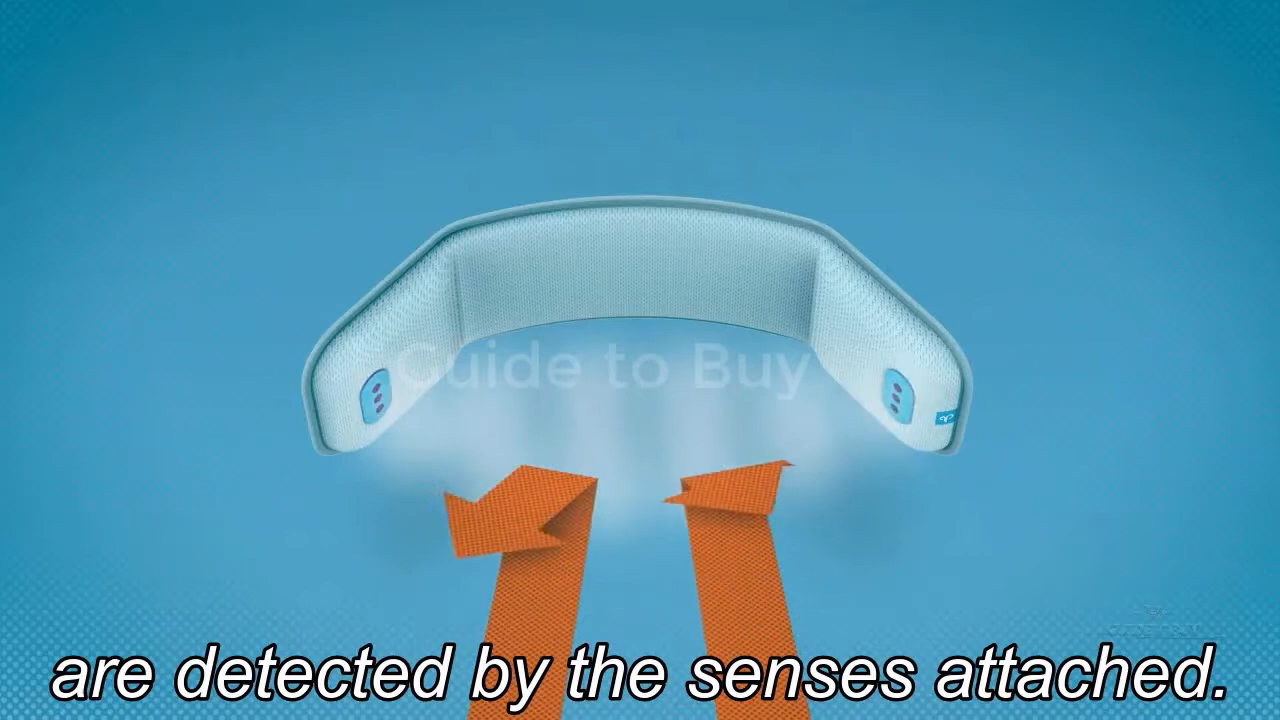 Guide to Buy
are detected by the senses attached.